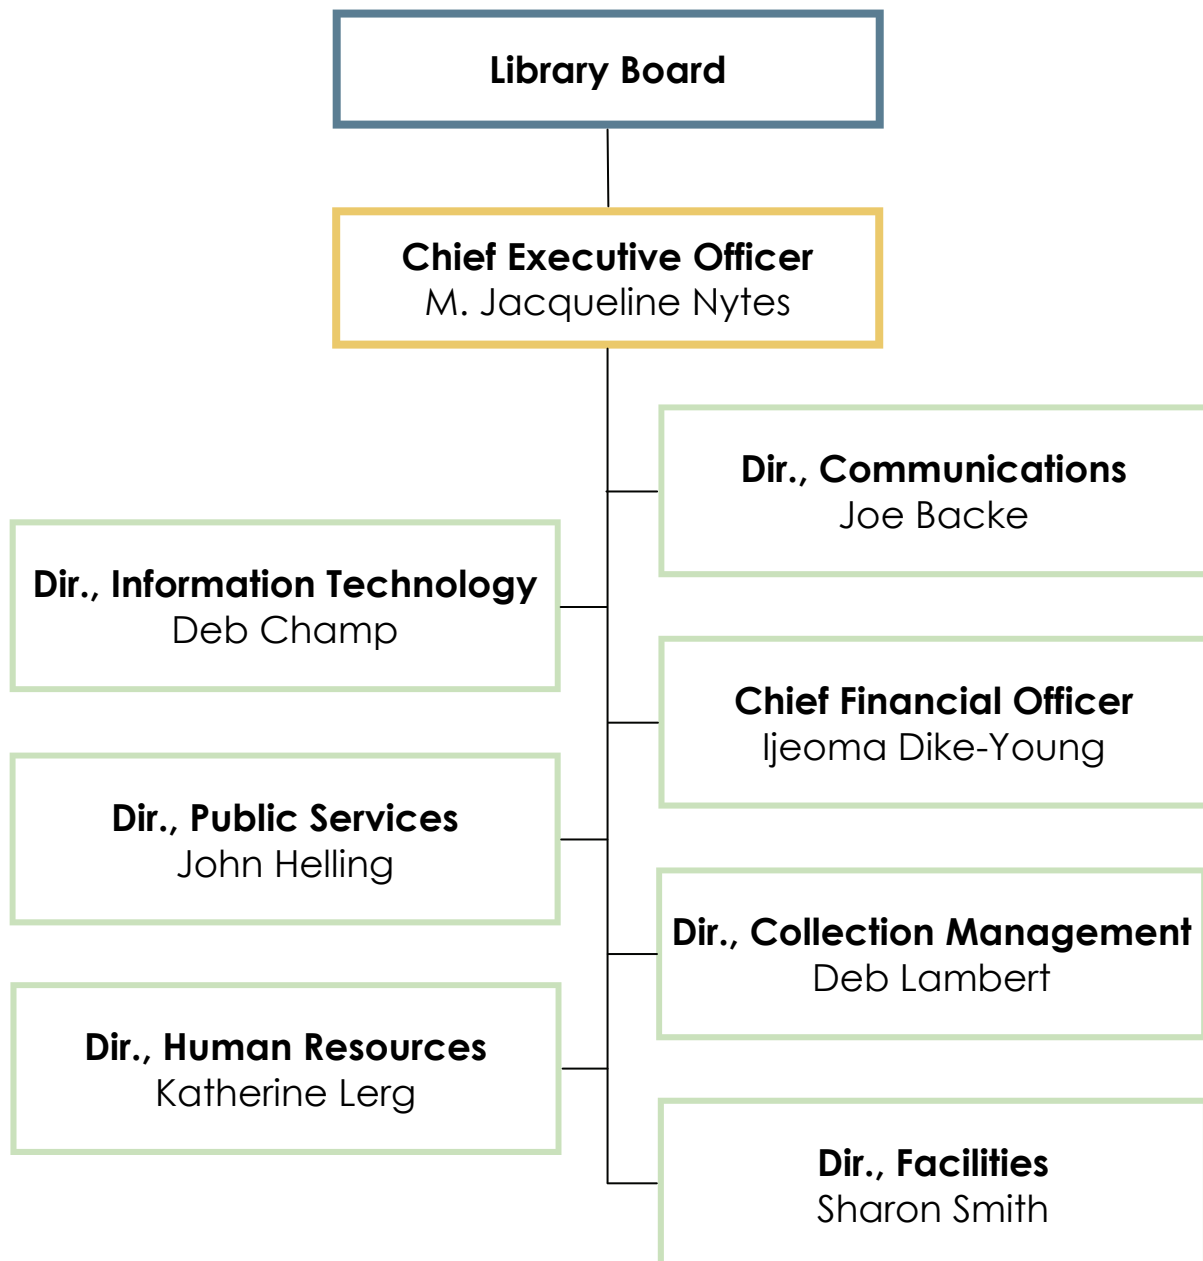 Library Board
Chief Executive Officer
M. Jacqueline Nytes
Dir., Communications
Joe Backe
Dir., Information Technology
Deb Champ
Chief Financial Officer
Ijeoma Dike-Young
Dir., Public Services
John Helling
Dir., Collection Management
Deb Lambert
Dir., Human Resources
Katherine Lerg
Dir., Facilities
Sharon Smith